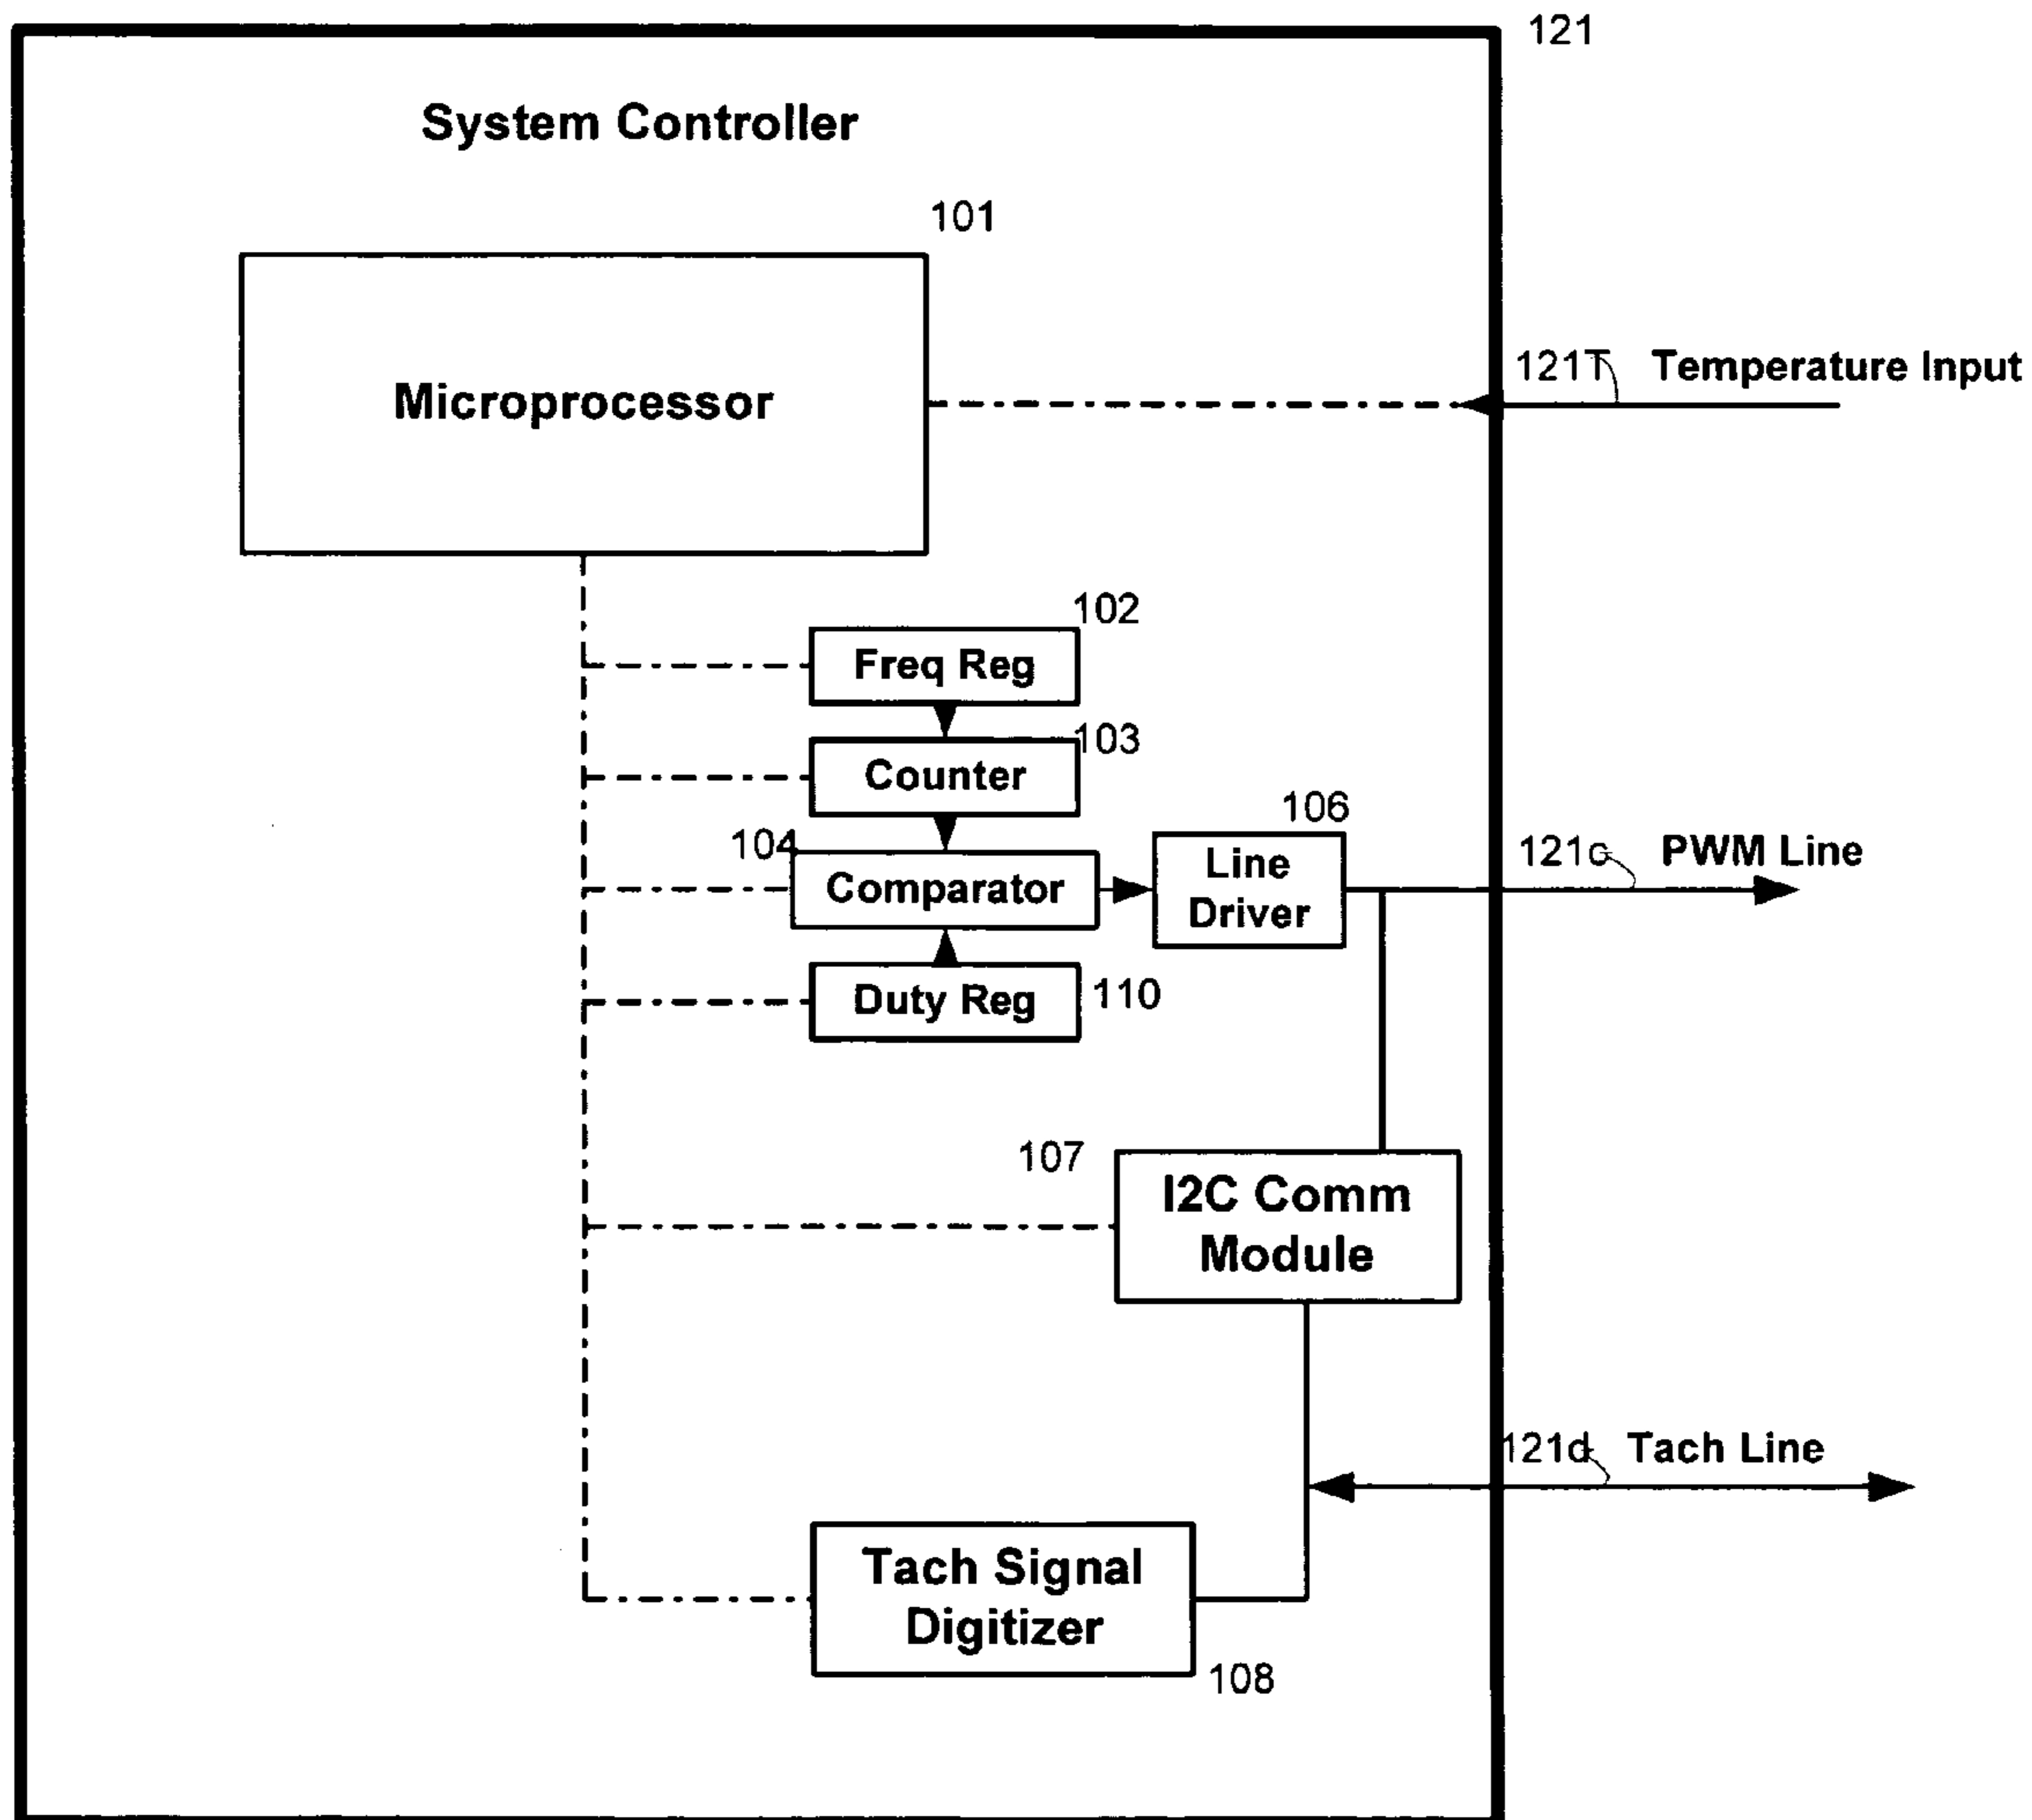 121
System Controller
101
Microprocessor
121T Temperature Input
102
Freq Reg
103
Counter
104
Comparator
106
Line
Driver
121c PWM Line
Duty Reg
110
107
I2C Comm
Module
121d Tach Line
Tach Signal
Digitizer
108